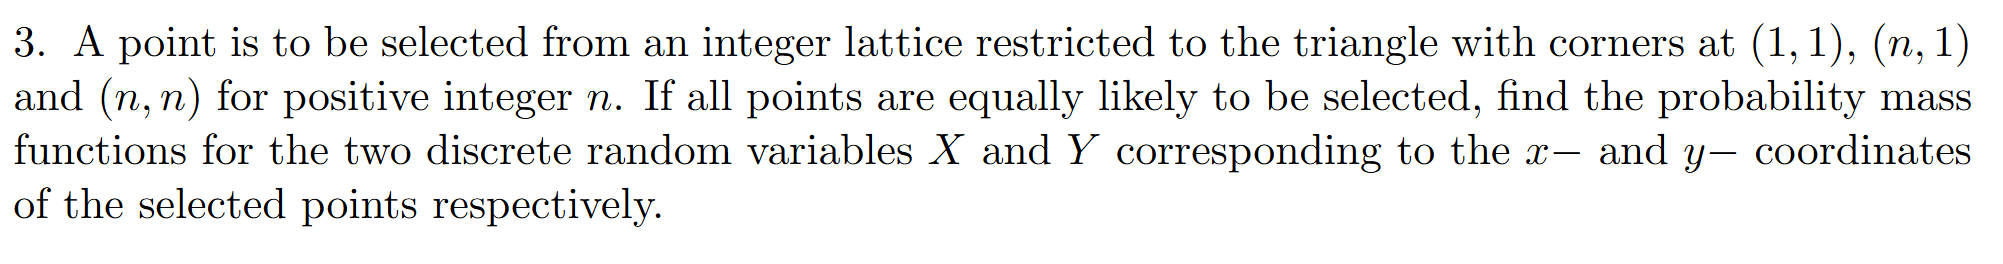 3. A point is to be selected from an integer lattice restricted to the triangle with corners at (1, 1), (n, 1)
and (n, n) for positive integer n. If all points are equally likely to be selected, find the probability mass
functions for the two discrete random variables X and Y corresponding to the x− and y− coordinates
of the selected points respectively.